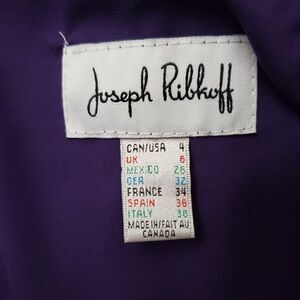 Joseph Ribkoff
CAN/USA 4
UK 6
MEXICO 26
GER 32
FRANCE 34
SPAIN 36
ITALY 38
MADE IN/FAIT AU
CANADA